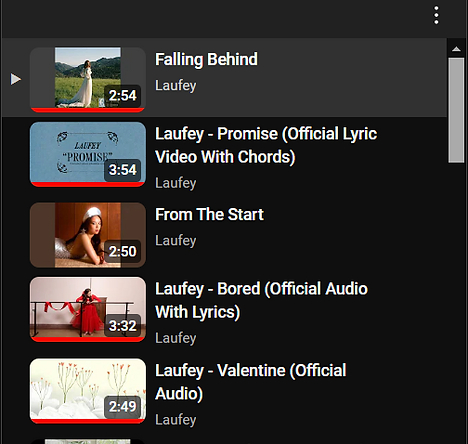 Falling Behind
Laufey
2:54
Laufey - Promise (Official Lyric
Video With Chords)
Laufey
LAUFEY
"PROMISE"
3:54
From The Start
Laufey
2:50
Laufey - Bored (Official Audio
With Lyrics)
Laufey
3:32
Laufey - Valentine (Official
Audio)
Laufey
2:49